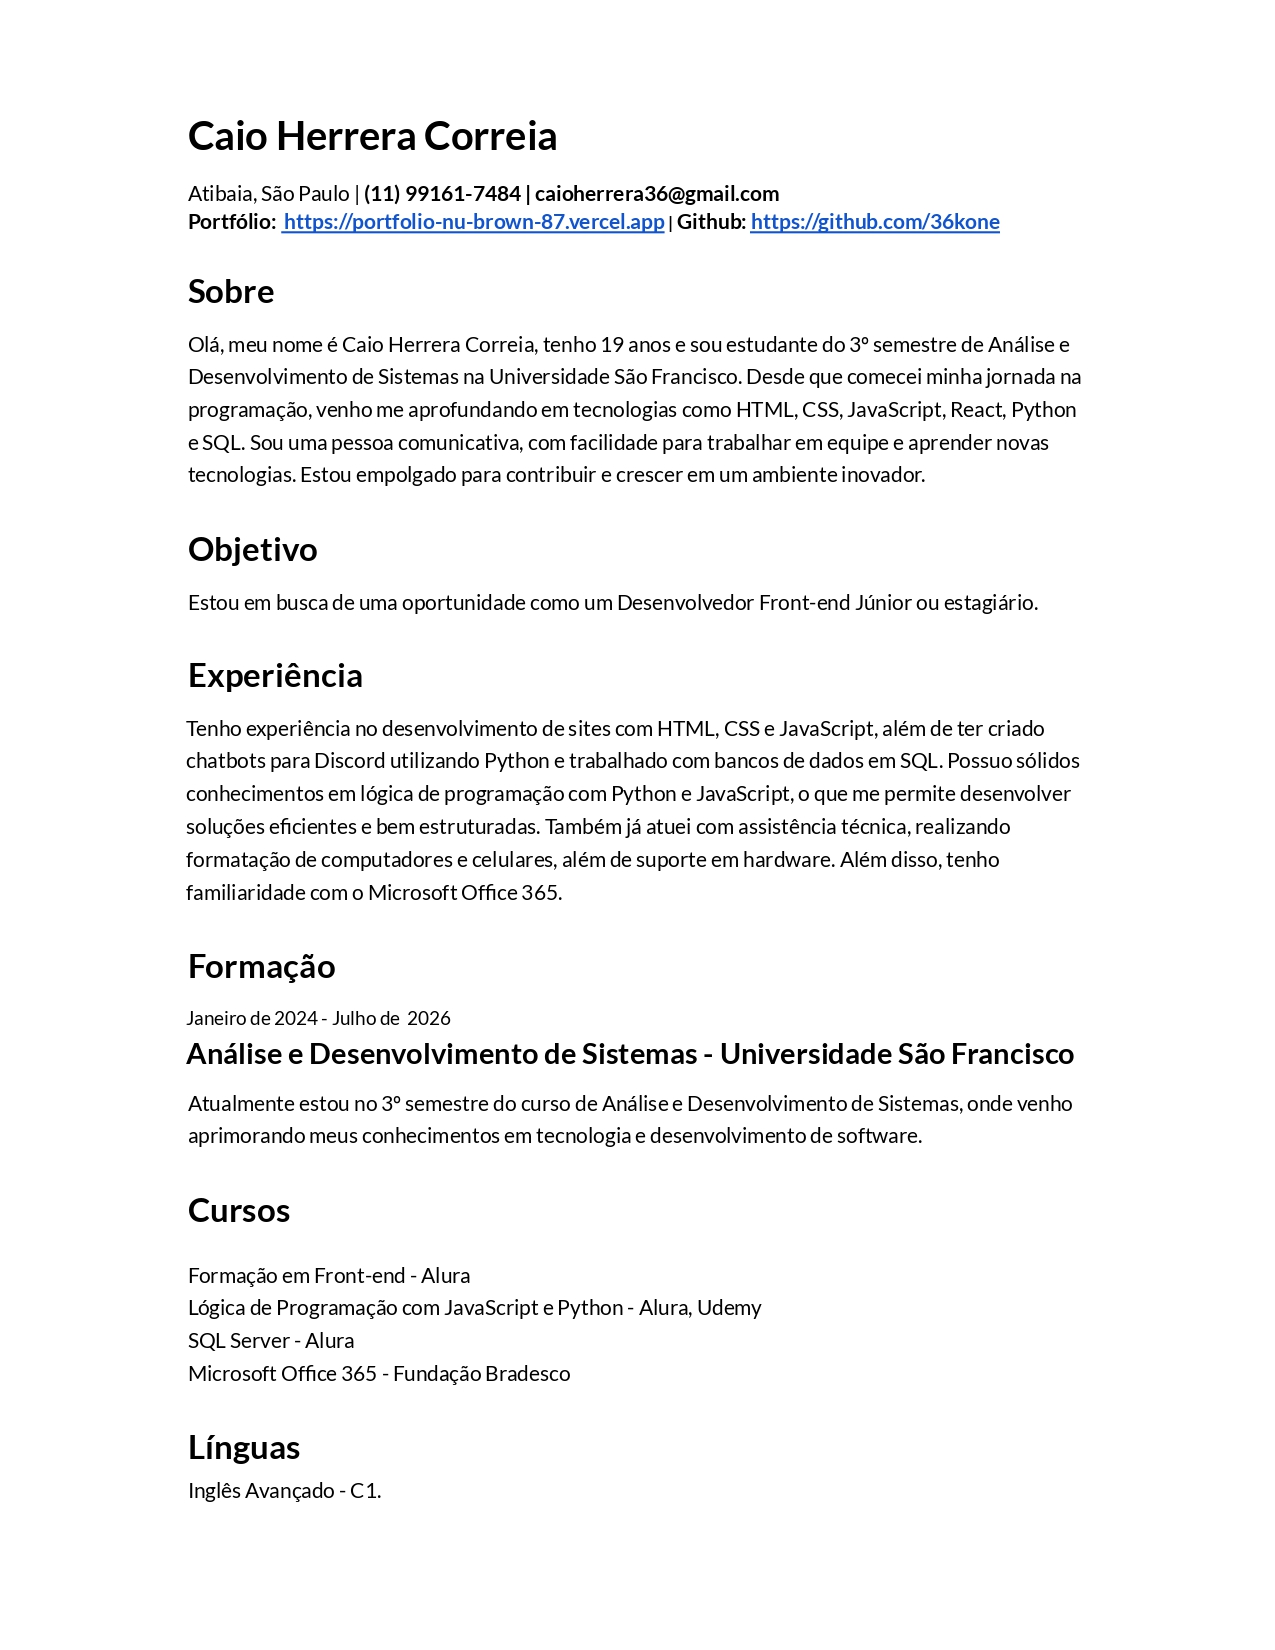 Caio Herrera Correia
Atibaia, São Paulo | (11) 99161-7484 | caioherrera36@gmail.com
Portfólio: https://portfolio-nu-brown-87.vercel.app | Github: https://github.com/36kone
Sobre
Olá, meu nome é Caio Herrera Correia, tenho 19 anos e sou estudante do 3º semestre de Análise e
Desenvolvimento de Sistemas na Universidade São Francisco. Desde que comecei minha jornada na
programação, venho me aprofundando em tecnologias como HTML, CSS, JavaScript, React, Python
e SQL. Sou uma pessoa comunicativa, com facilidade para trabalhar em equipe e aprender novas
tecnologias. Estou empolgado para contribuir e crescer em um ambiente inovador.
Objetivo
Estou em busca de uma oportunidade como um Desenvolvedor Front-end Júnior ou estagiário.
Experiência
Tenho experiência no desenvolvimento de sites com HTML, CSS e JavaScript, além de ter criado
chatbots para Discord utilizando Python e trabalhado com bancos de dados em SQL. Possuo sólidos
conhecimentos em lógica de programação com Python e JavaScript, o que me permite desenvolver
soluções eficientes e bem estruturadas. Também já atuei com assistência técnica, realizando
formatação de computadores e celulares, além de suporte em hardware. Além disso, tenho
familiaridade com o Microsoft Office 365.
Formação
Janeiro de 2024 - Julho de 2026
Análise e Desenvolvimento de Sistemas - Universidade São Francisco
Atualmente estou no 3º semestre do curso de Análise e Desenvolvimento de Sistemas, onde venho
aprimorando meus conhecimentos em tecnologia e desenvolvimento de software.
Cursos
Formação em Front-end - Alura
Lógica de Programação com JavaScript e Python - Alura, Udemy
SQL Server - Alura
Microsoft Office 365 - Fundação Bradesco
Línguas
Inglês Avançado - C1.